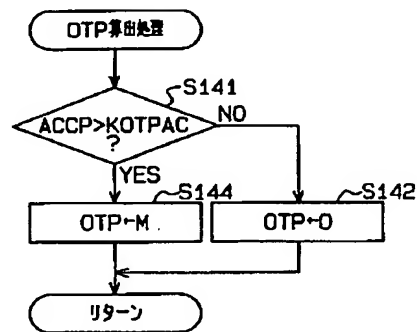 OTP算出処理
S141
ACCP>KOTPAC
?
NO
YES
S144
S142
OTP←M
OTP←0
リターン